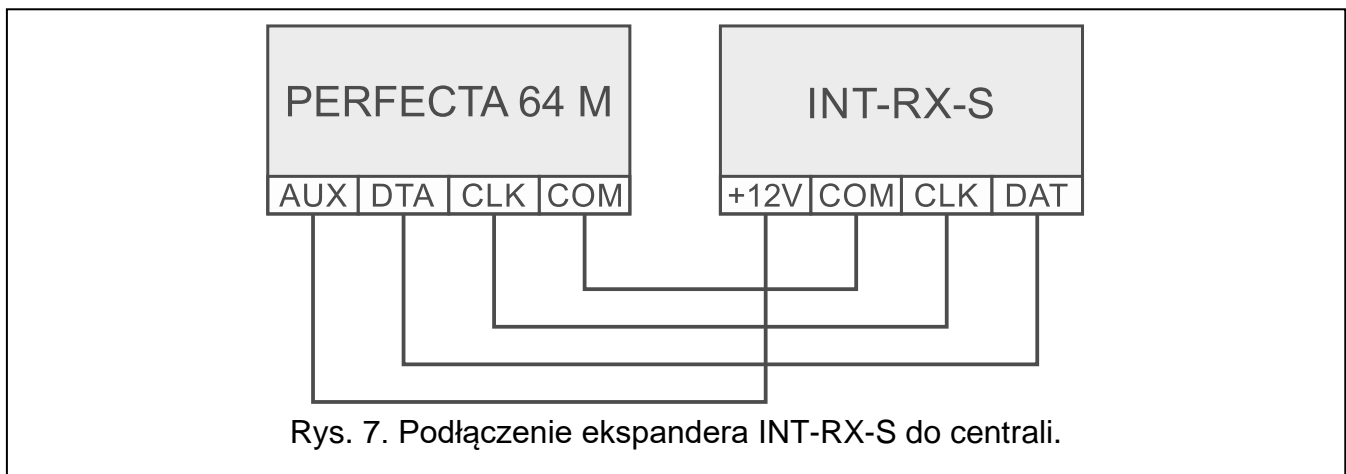 PERFECTA 64 M
INT-RX-S
AUX DTA CLK COM
+12V COM CLK DAT
Rys. 7. Podłączenie ekspandera INT-RX-S do centrali.